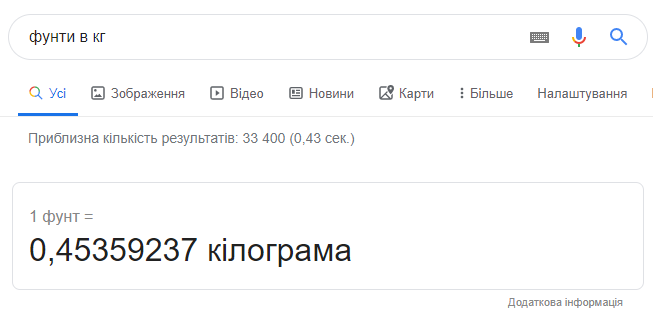 фунти в кг
Усі Зображення Відео Новини Карти Більше Налаштування
Приблизна кількість результатів: 33 400 (0,43 сек.)
1 фунт =
0,45359237 кілограма
Додаткова інформація